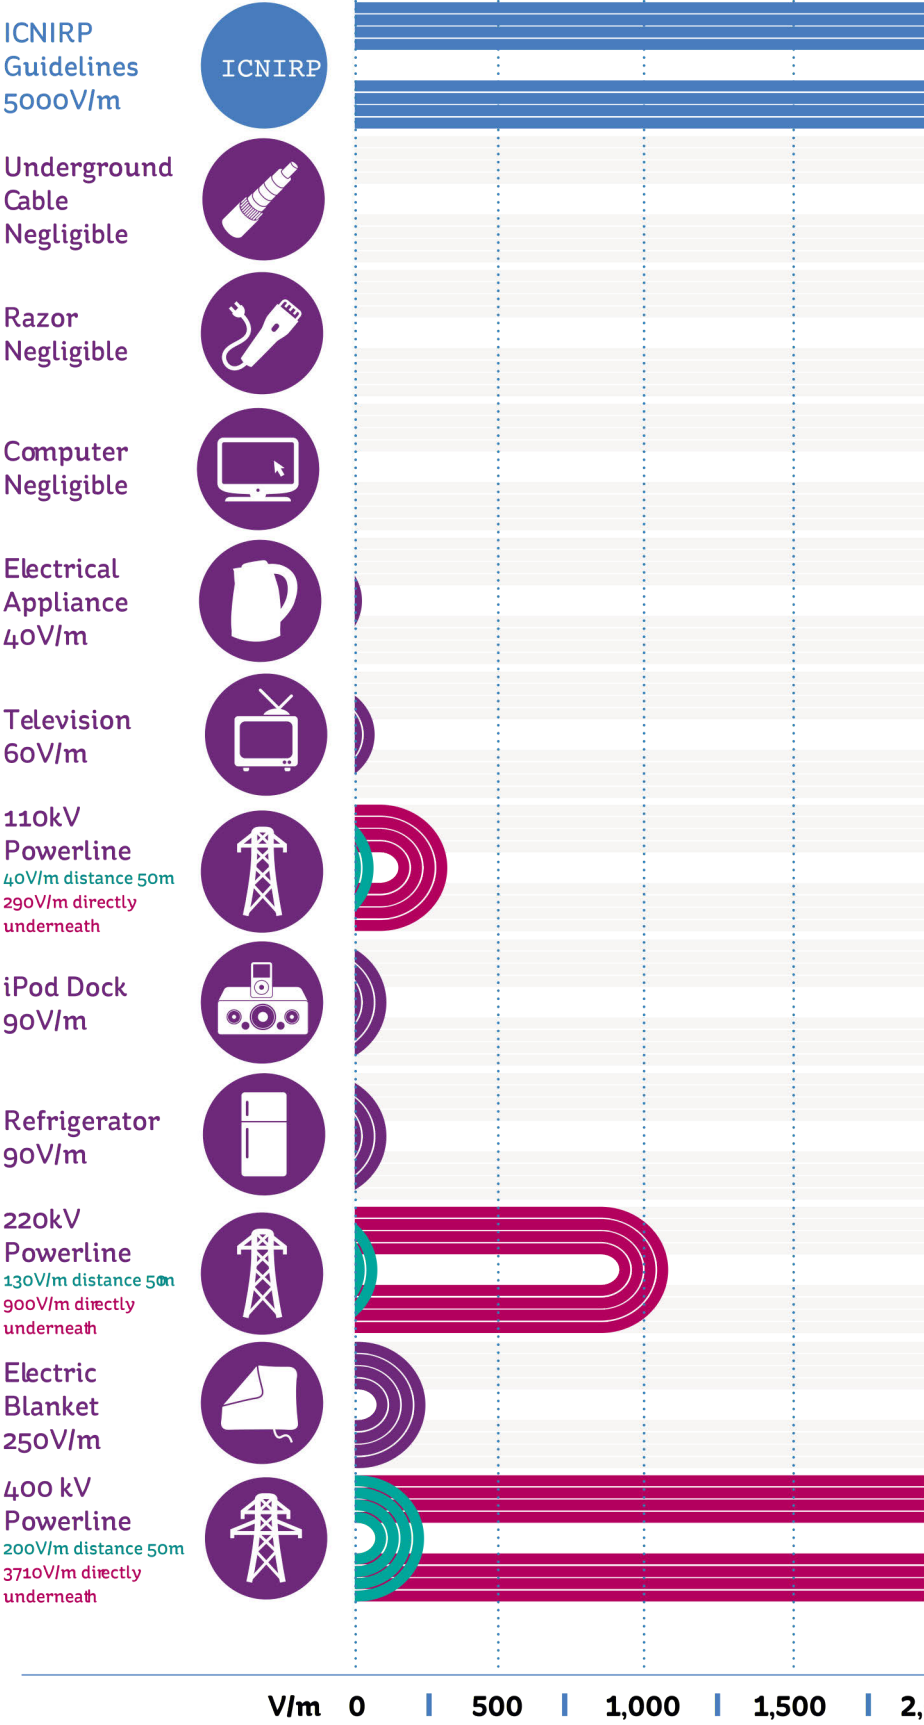 ICNIRP
Guidelines
5000V/m
ICNIRP
Underground
Cable
Negligible
Razor
Negligible
Computer
Negligible
Electrical
Appliance
40V/m
Television
60V/m
110kV
Powerline
40V/m distance 50m
290V/m directly
underneath
iPod Dock
90V/m
Refrigerator
90V/m
220kV
Powerline
130V/m distance 50m
900V/m directly
underneath
Electric
Blanket
250V/m
400 kV
Powerline
200V/m distance 50m
3710V/m directly
underneath
V/m 0 500 1,000 1,500 2,